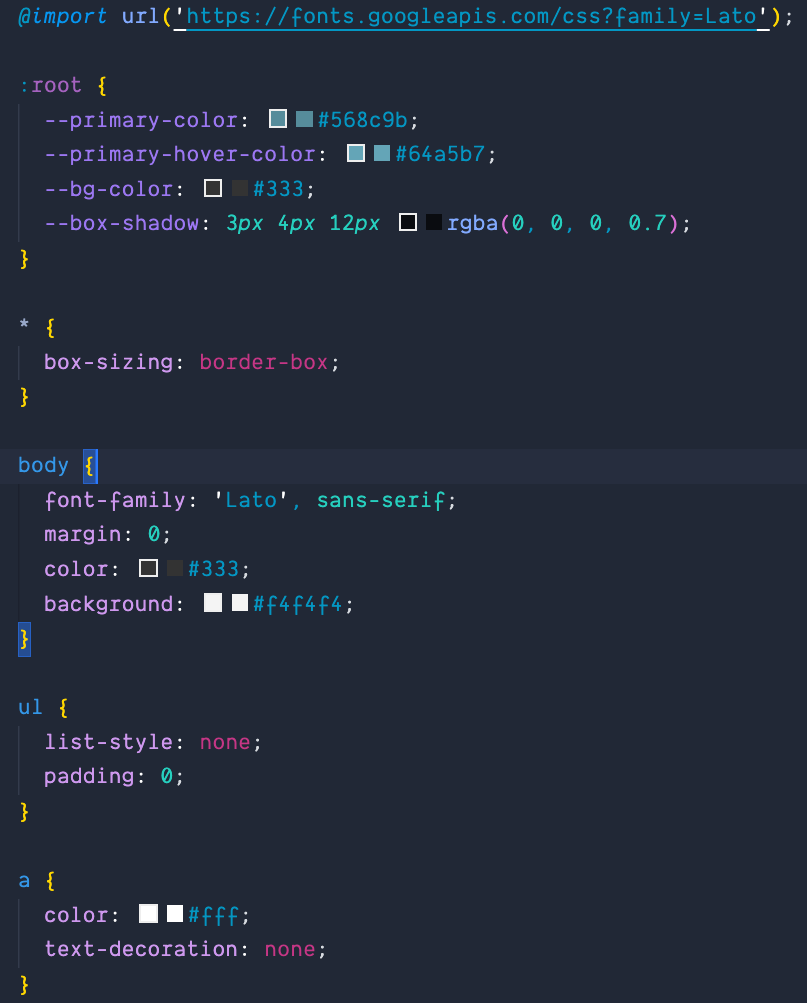 @import url('https://fonts.googleapis.com/css?family=Lato');
:root {
--primary-color: #568c9b;
--primary-hover-color: #64a5b7;
--bg-color: #333;
--box-shadow: 3px 4px 12px rgba(0, 0, 0, 0.7);
}
* {
box-sizing: border-box;
}
body {
font-family: 'Lato', sans-serif;
margin: 0;
color: #333;
background: #f4f4f4;
}
ul {
list-style: none;
padding: 0;
}
a {
color: #fff;
text-decoration: none;
}